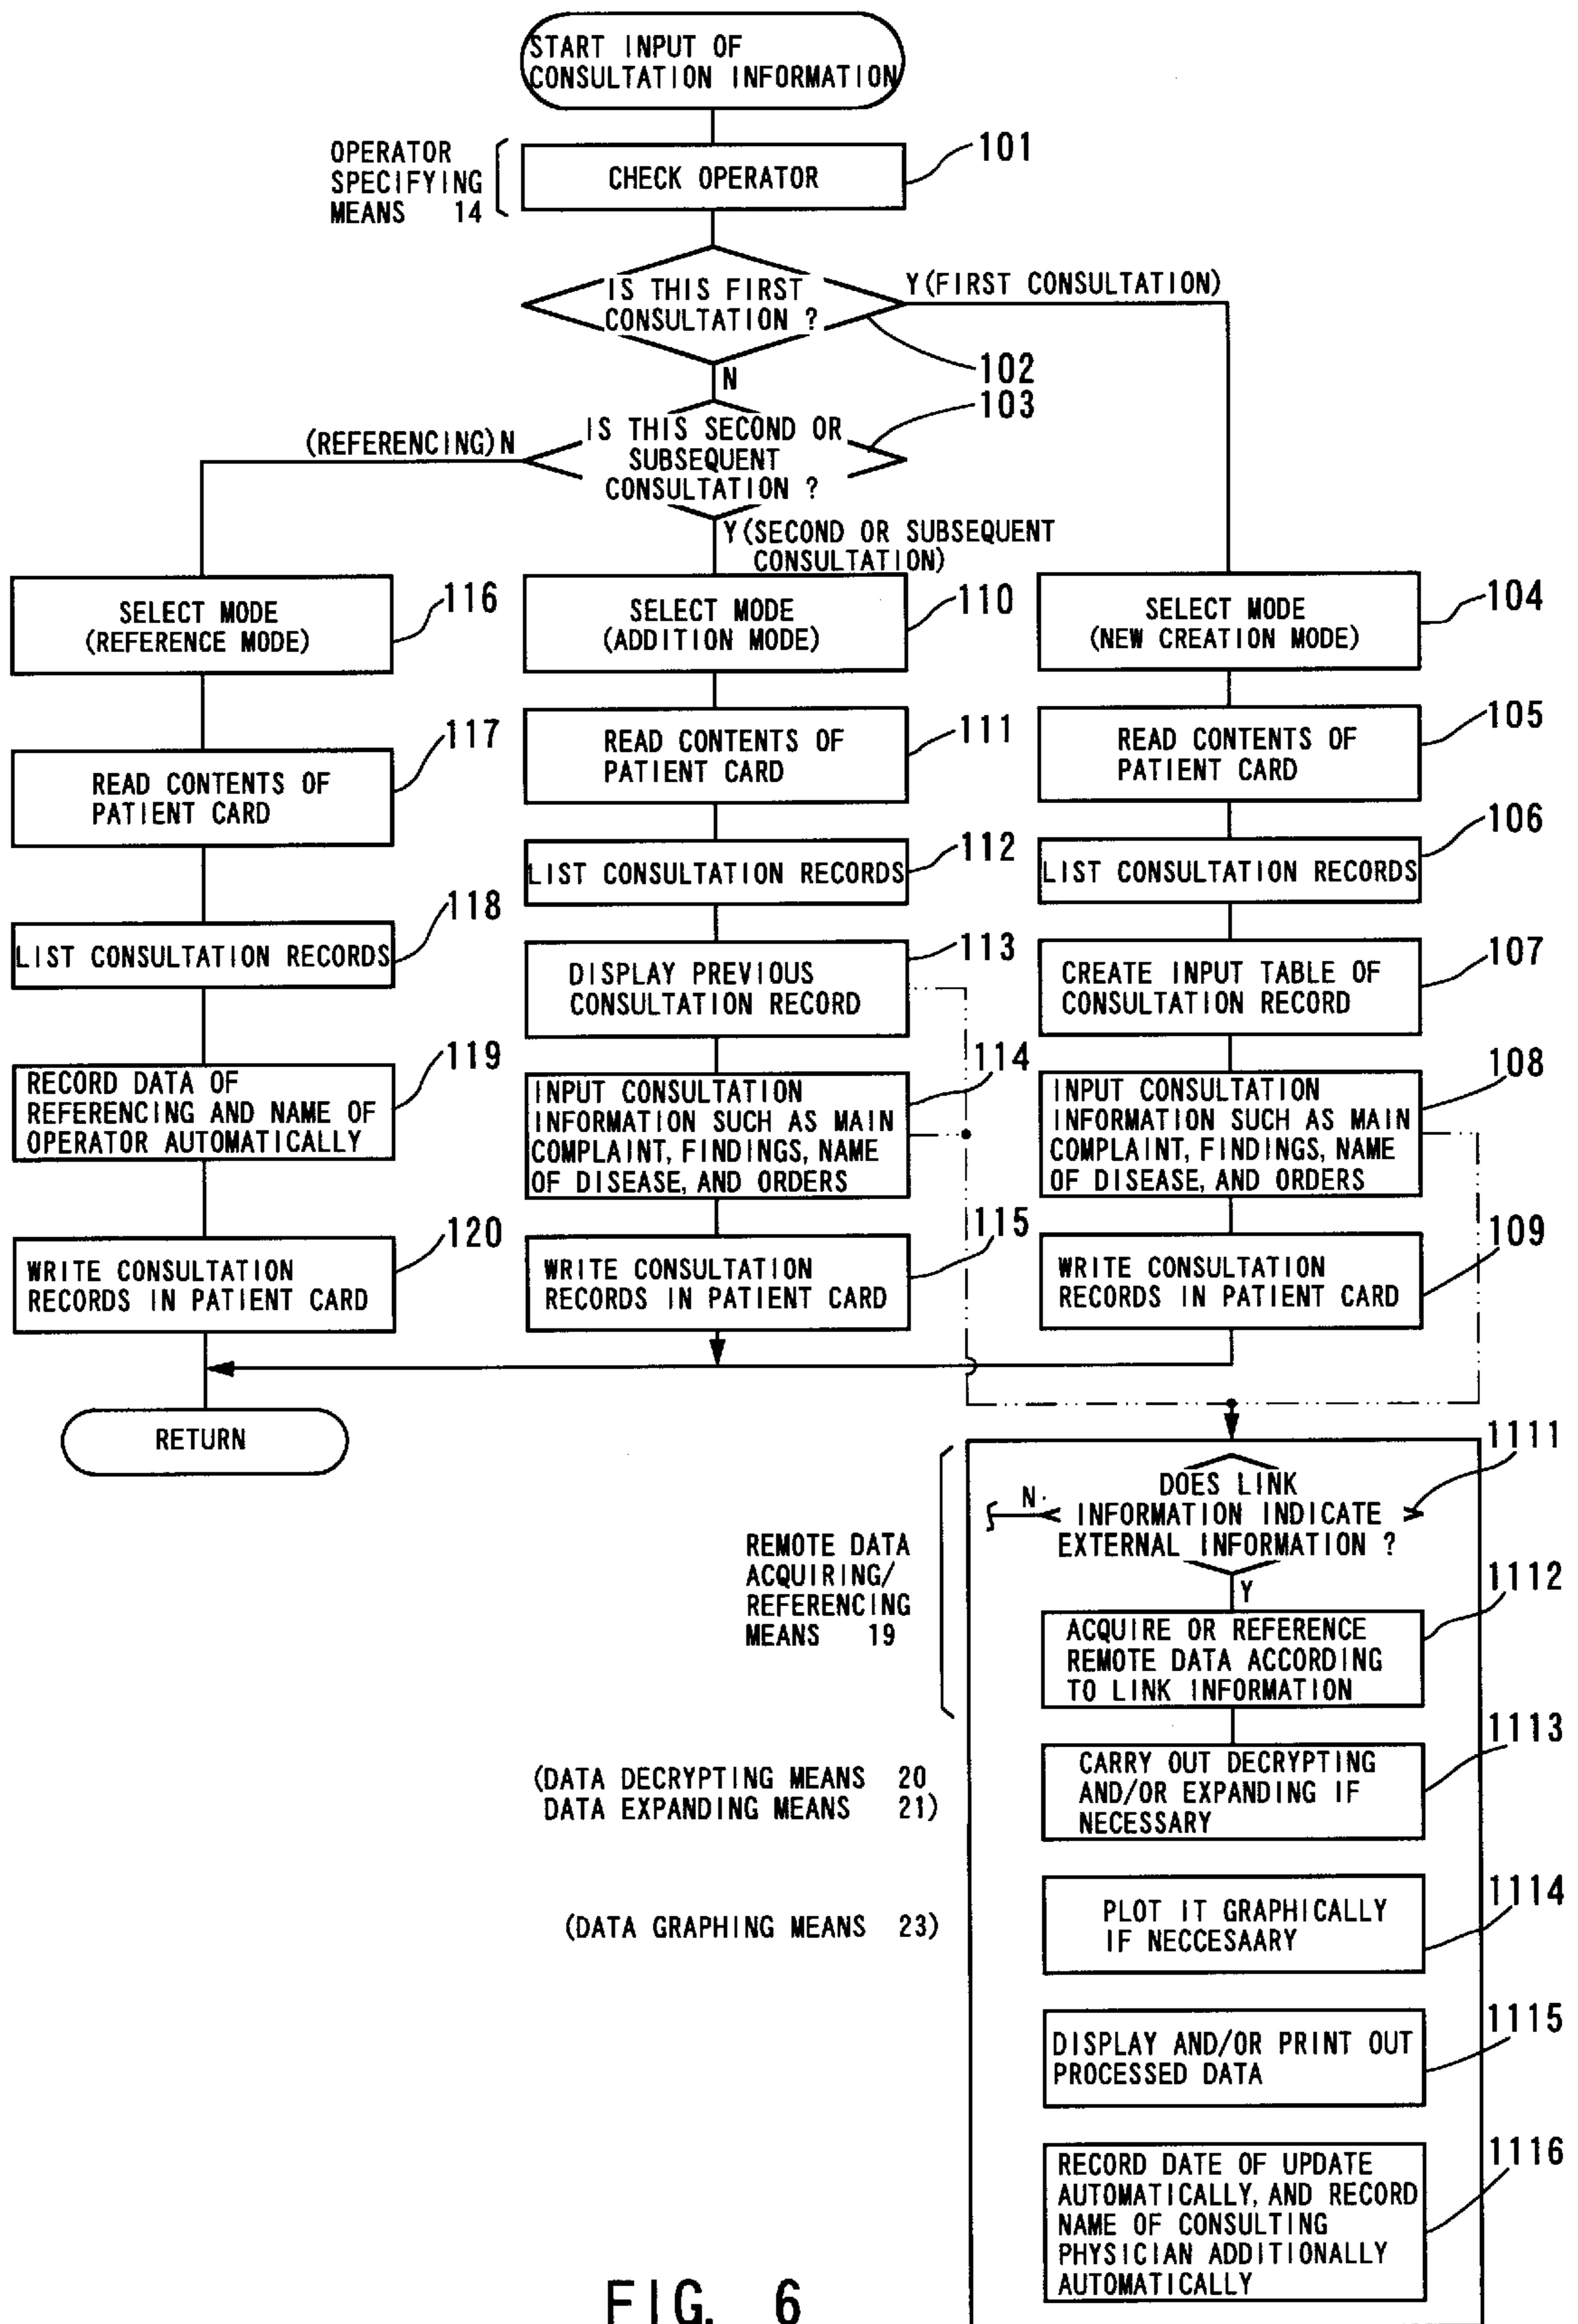 START INPUT OF
CONSULTATION INFORMATION
OPERATOR
SPECIFYING
MEANS 14
CHECK OPERATOR
101
IS THIS FIRST
CONSULTATION ?
Y(FIRST CONSULTATION)
102
N
103
(REFERENCING)N
IS THIS SECOND OR
SUBSEQUENT
CONSULTATION ?
Y(SECOND OR SUBSEQUENT
CONSULTATION)
SELECT MODE
(REFERENCE MODE)
116
READ CONTENTS OF
PATIENT CARD
117
LIST CONSULTATION RECORDS
118
RECORD DATA OF
REFERENCING AND NAME OF
OPERATOR AUTOMATICALLY
119
WRITE CONSULTATION
RECORDS IN PATIENT CARD
120
SELECT MODE
(ADDITION MODE)
110
READ CONTENTS OF
PATIENT CARD
111
LIST CONSULTATION RECORDS
112
DISPLAY PREVIOUS
CONSULTATION RECORD
113
INPUT CONSULTATION
INFORMATION SUCH AS MAIN
COMPLAINT, FINDINGS, NAME
OF DISEASE, AND ORDERS
114
WRITE CONSULTATION
RECORDS IN PATIENT CARD
115
SELECT MODE
(NEW CREATION MODE)
104
READ CONTENTS OF
PATIENT CARD
105
LIST CONSULTATION RECORDS
106
CREATE INPUT TABLE OF
CONSULTATION RECORD
107
INPUT CONSULTATION
INFORMATION SUCH AS MAIN
COMPLAINT, FINDINGS, NAME
OF DISEASE, AND ORDERS
108
WRITE CONSULTATION
RECORDS IN PATIENT CARD
109
RETURN
REMOTE DATA
ACQUIRING/
REFERENCING
MEANS 19
N
DOES LINK
INFORMATION INDICATE
EXTERNAL INFORMATION ?
1111
Y
ACQUIRE OR REFERENCE
REMOTE DATA ACCORDING
TO LINK INFORMATION
1112
(DATA DECRYPTING MEANS 20
DATA EXPANDING MEANS 21)
CARRY OUT DECRYPTING
AND/OR EXPANDING IF
NECESSARY
1113
(DATA GRAPHING MEANS 23)
PLOT IT GRAPHICALLY
IF NECCESAARY
1114
DISPLAY AND/OR PRINT OUT
PROCESSED DATA
1115
RECORD DATE OF UPDATE
AUTOMATICALLY, AND RECORD
NAME OF CONSULTING
PHYSICIAN ADDITIONALLY
AUTOMATICALLY
1116
FIG. 6